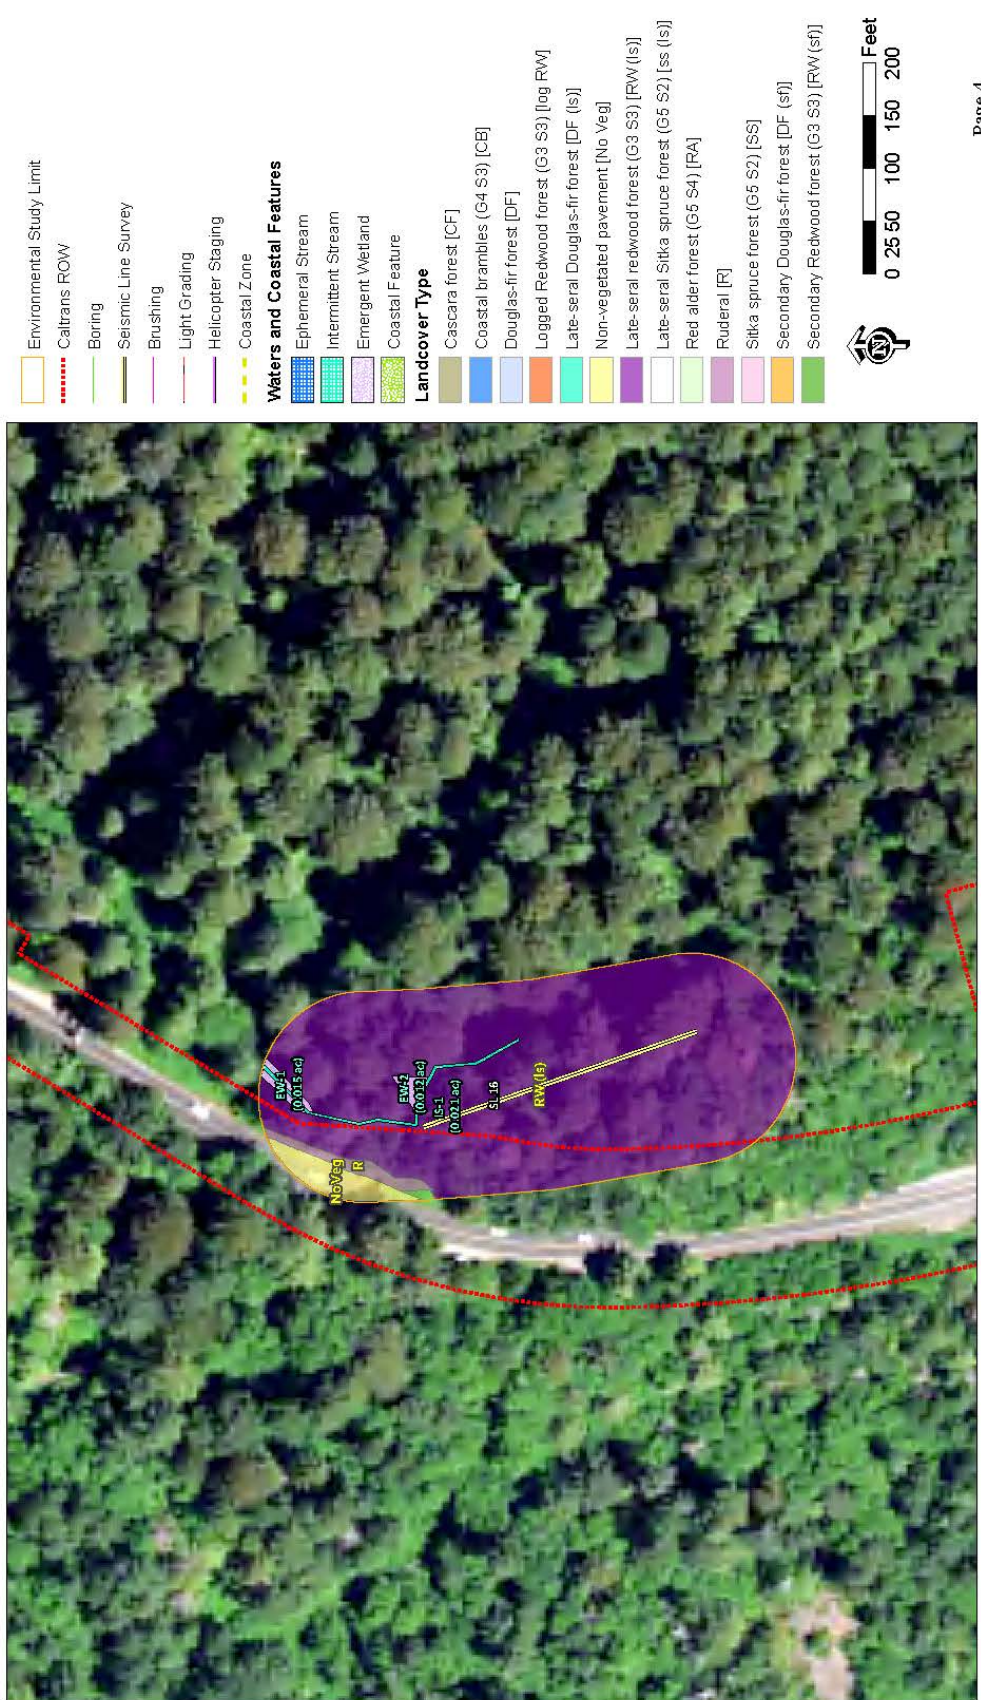 Environmental Study Limit
Caltrans ROW
Boring
Seismic Line Survey
Brushing
Light Grading
Helicopter Staging
Coastal Zone
Waters and Coastal Features
Ephemeral Stream
Intermittent Stream
Emergent Wetland
Coastal Feature
Landcover Type
Cascara forest [CF]
Coastal brambles (G4 S3) [CB]
Douglas-fir forest [DF]
Logged Redwood forest (G3 S3) [log RW]
Late-seral Douglas-fir forest [DF (ls)]
Non-vegetated pavement [No Veg]
Late-seral redwood forest (G3 S3) [RW (ls)]
Late-seral Sitka spruce forest (G5 S2) [ss (ls)]
Red alder forest (G5 S4) [RA]
Ruderal [R]
Sitka spruce forest (G5 S2) [SS]
Secondary Douglas-fir forest [DF (sf)]
Secondary Redwood forest (G3 S3) [RW (sf)]
N
0 25 50 100 150 200
Feet
EW-1
(0.015 ac)
NoVeg
R
EW-2
(0.012 ac)
IS-1
(0.021 ac)
SL-16
RW (ls)
Page 4